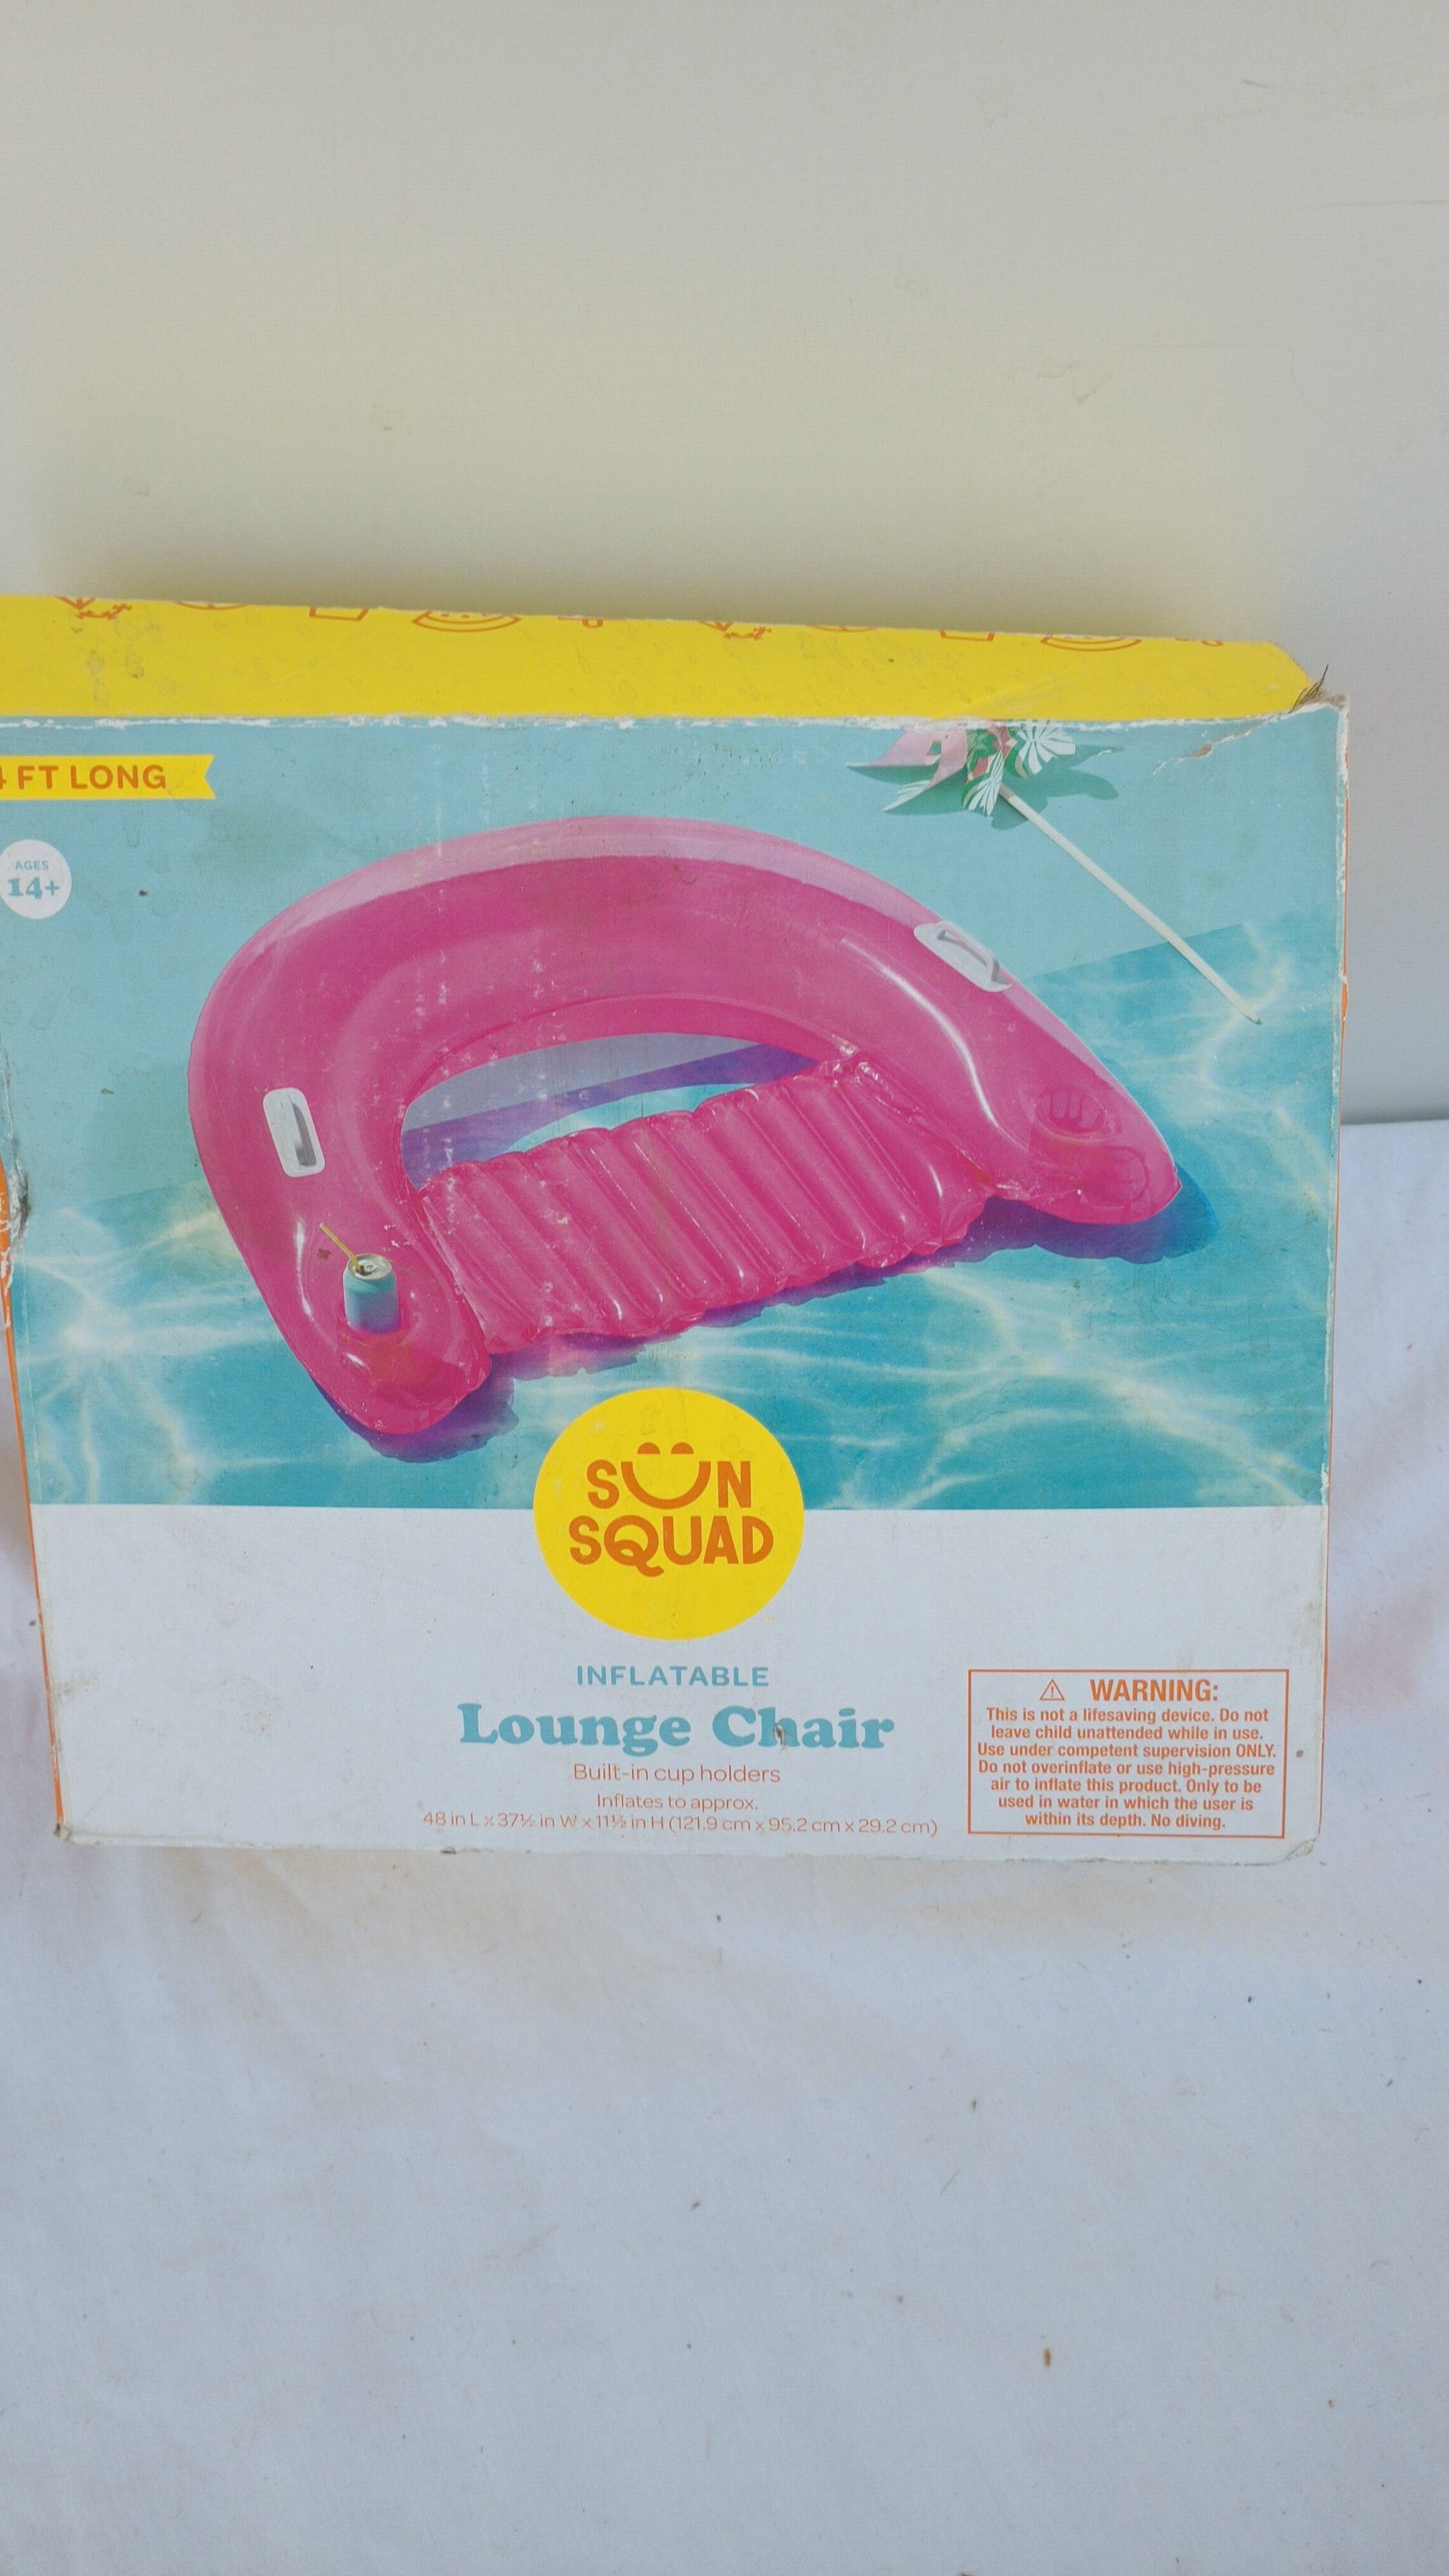 4 FT LONG
AGES
14+
SUN
SQUAD
INFLATABLE
Lounge Chair
Built-in cup holders
Inflates to approx.
48 in L x 37½ in W x 11½ in H (121.9 cm x 95.2 cm x 29.2 cm)
⚠ WARNING:
This is not a lifesaving device. Do not
leave child unattended while in use.
Use under competent supervision ONLY.
Do not overinflate or use high-pressure
air to inflate this product. Only to be
used in water in which the user is
within its depth. No diving.